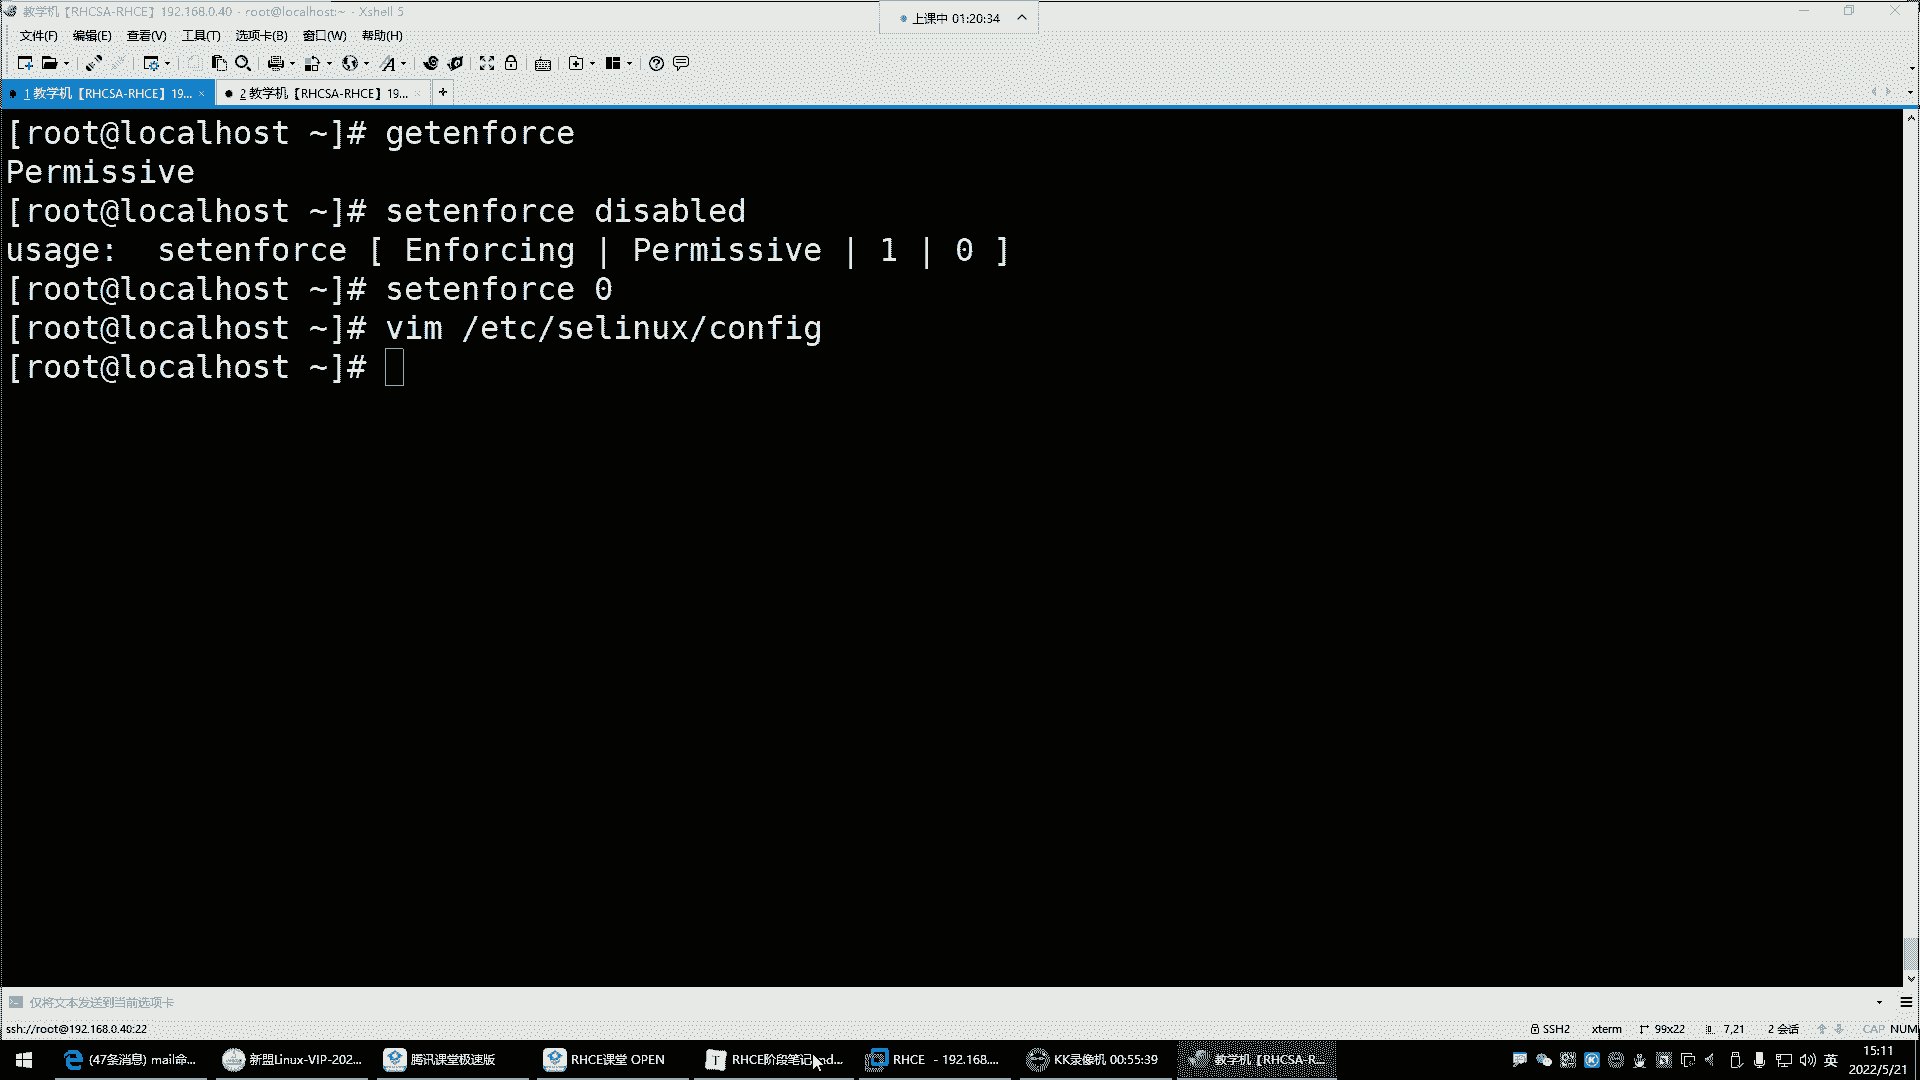 教学机【RHCSA-RHCE】192.168.0.40 - root@localhost:~ - Xshell 5
上课中 01:20:34
文件(F) 编辑(E) 查看(V) 工具(T) 选项卡(B) 窗口(W) 帮助(H)
1 教学机【RHCSA-RHCE】19... × 2 教学机【RHCSA-RHCE】19... +
[root@localhost ~]# getenforce
Permissive
[root@localhost ~]# setenforce disabled
usage:  setenforce [ Enforcing | Permissive | 1 | 0 ]
[root@localhost ~]# setenforce 0
[root@localhost ~]# vim /etc/selinux/config
[root@localhost ~]#
仅将文本发送到当前选项卡
ssh://root@192.168.0.40:22 SSH2 xterm 99x22 7,21 2 会话 CAP NUM
(47条消息) mail命... 新盟Linux-VIP-202... 腾讯课堂极速版 RHCE课堂 OPEN RHCE阶段笔记.md... RHCE - 192.168.... KK录像机 00:55:39 教学机【RHCSA-R... 英 15:11
2022/5/21